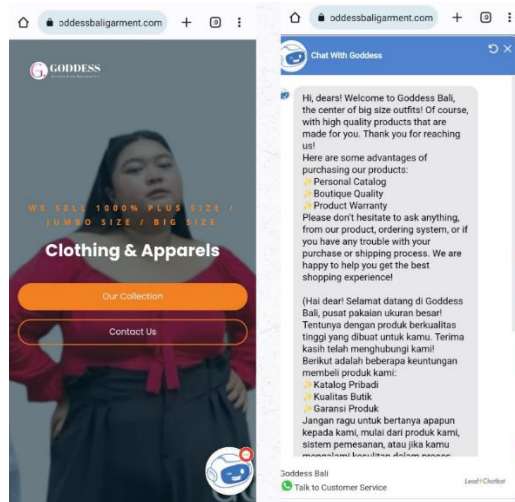 oddessbaligarment.com
GODDESS
WE SELL 1000% PLUS SIZE /
JUMBO SIZE / BIG SIZE
Clothing & Apparels
Our Collection
Contact Us
oddessbaligarment.com
Chat With Goddess
Hi, dears! Welcome to Goddess Bali,
the center of big size outfits! Of course,
with high quality products that are
made for you. Thank you for reaching
us!
Here are some advantages of
purchasing our products:
✨Personal Catalog
✨Boutique Quality
✨Product Warranty
Please don't hesitate to ask anything,
from our product, ordering system, or if
you have any trouble with your
purchase or shipping process. We are
happy to help you get the best
shopping experience!
(Hai dear! Selamat datang di Goddess
Bali, pusat pakaian ukuran besar!
Tentunya dengan produk berkualitas
tinggi yang dibuat untuk kamu. Terima
kasih telah menghubungi kami!
Berikut adalah beberapa keuntungan
membeli produk kami:
✨Katalog Pribadi
✨Kualitas Butik
✨Garansi Produk
Jangan ragu untuk bertanya apapun
kepada kami, mulai dari produk kami,
sistem pemesanan, atau jika kamu
mengalami kesulitan dalam proses
Goddess Bali
Talk to Customer Service
LeadChatbot